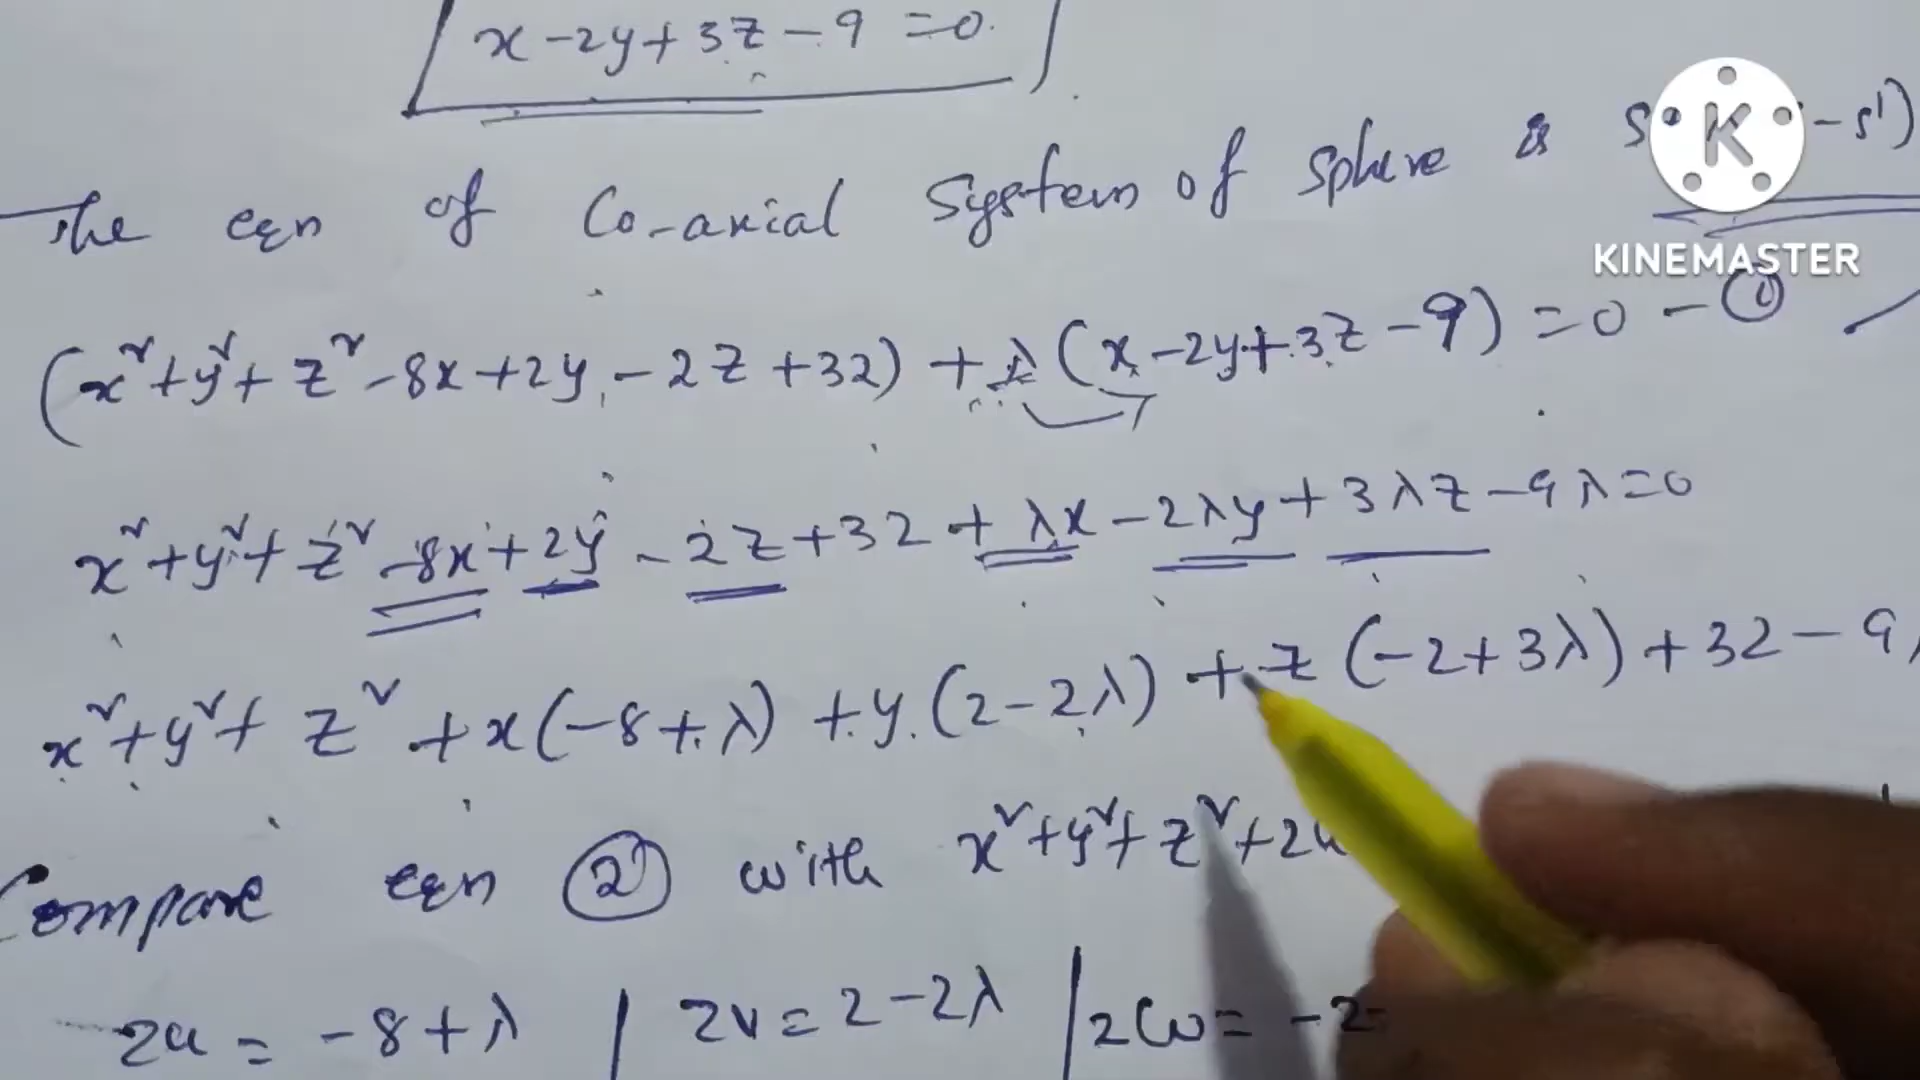 x - 2y + 3z - 9 = 0.
The eqn of Co-axial System of Sphere is S - s')
KINEMASTER
(x² + y² + z² - 8x + 2y - 2z + 32) + λ (x - 2y + 3z - 9) = 0 - ①
x² + y² + z² - 8x + 2y - 2z + 32 + λx - 2λy + 3λz - 9λ = 0
x² + y² + z² + x(-8 + λ) + y(2 - 2λ) + z(-2 + 3λ) + 32 - 9λ
Compare eqn ② with x² + y² + z² + 2u
2u = -8 + λ | 2v = 2 - 2λ | 2w = -2